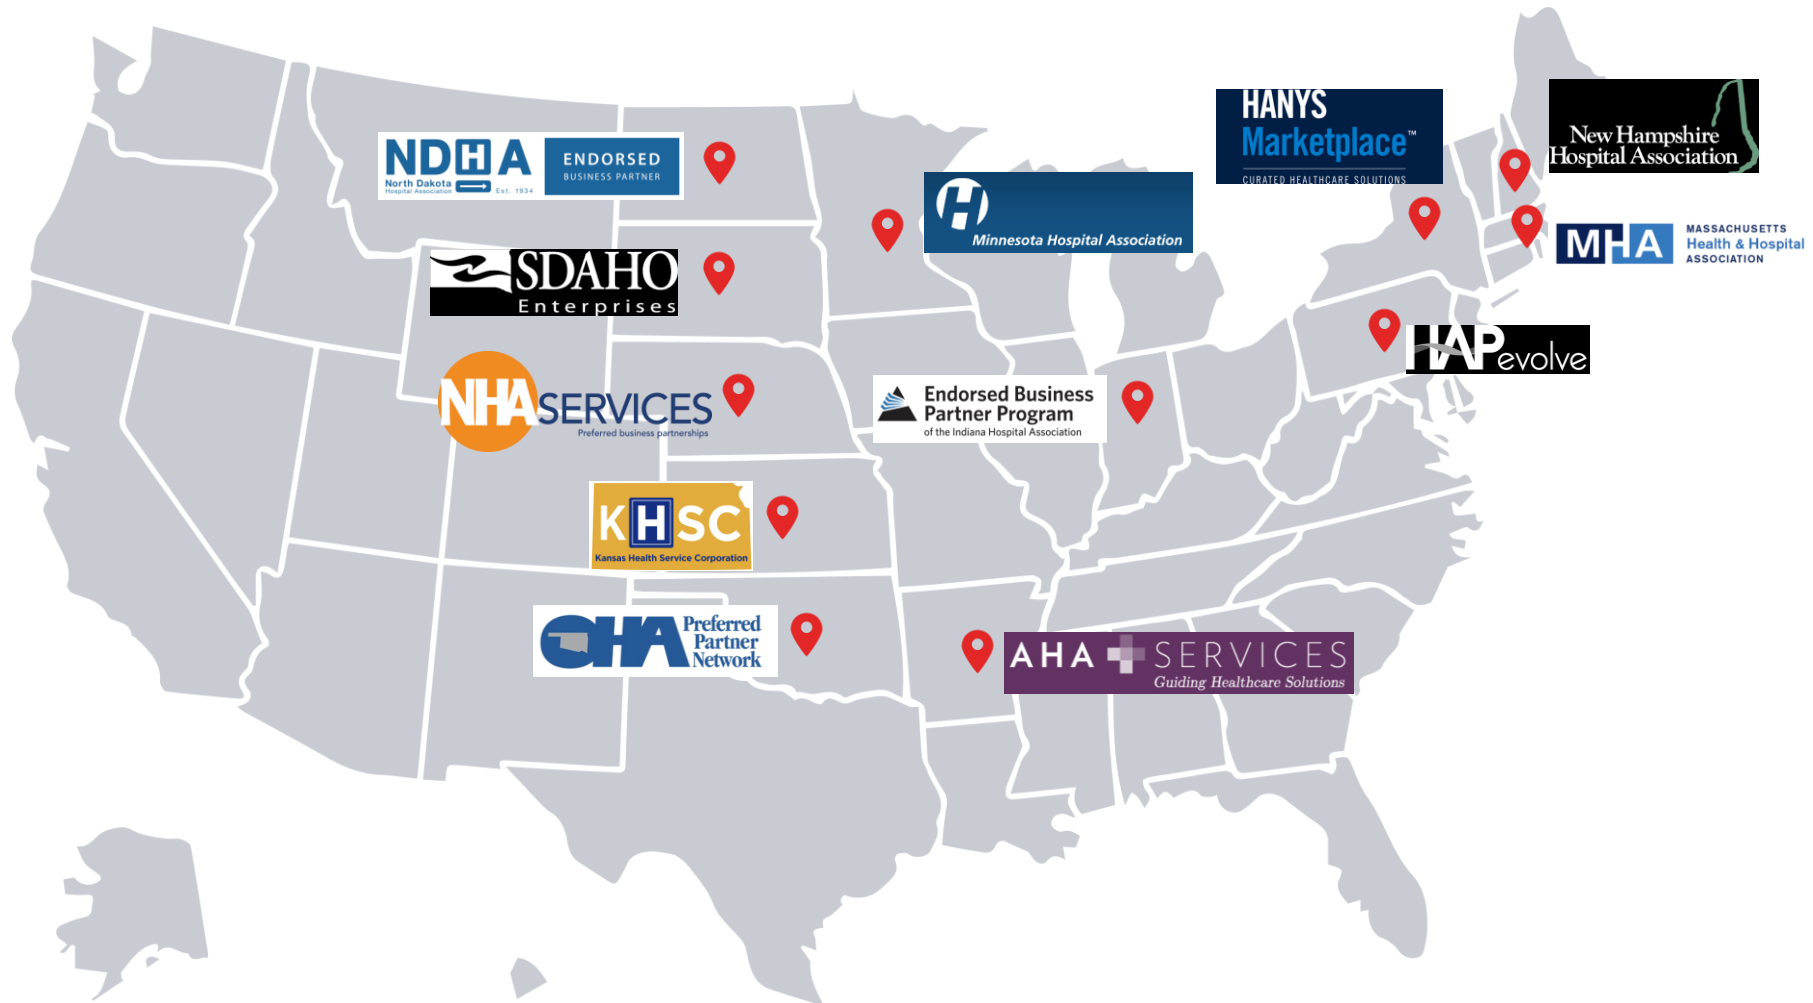 HANYS
Marketplace™
CURATED HEALTHCARE SOLUTIONS
New Hampshire
Hospital Association
NDHA
North Dakota
Hospital Association
Est. 1934
ENDORSED
BUSINESS PARTNER
Minnesota Hospital Association
MHA
MASSACHUSETTS
Health & Hospital
ASSOCIATION
SDAHO
Enterprises
HAP
evolve
NHA SERVICES
Preferred business partnerships
Endorsed Business
Partner Program
of the Indiana Hospital Association
KHSC
Kansas Health Service Corporation
OHA
Preferred
Partner
Network
AHA SERVICES
Guiding Healthcare Solutions